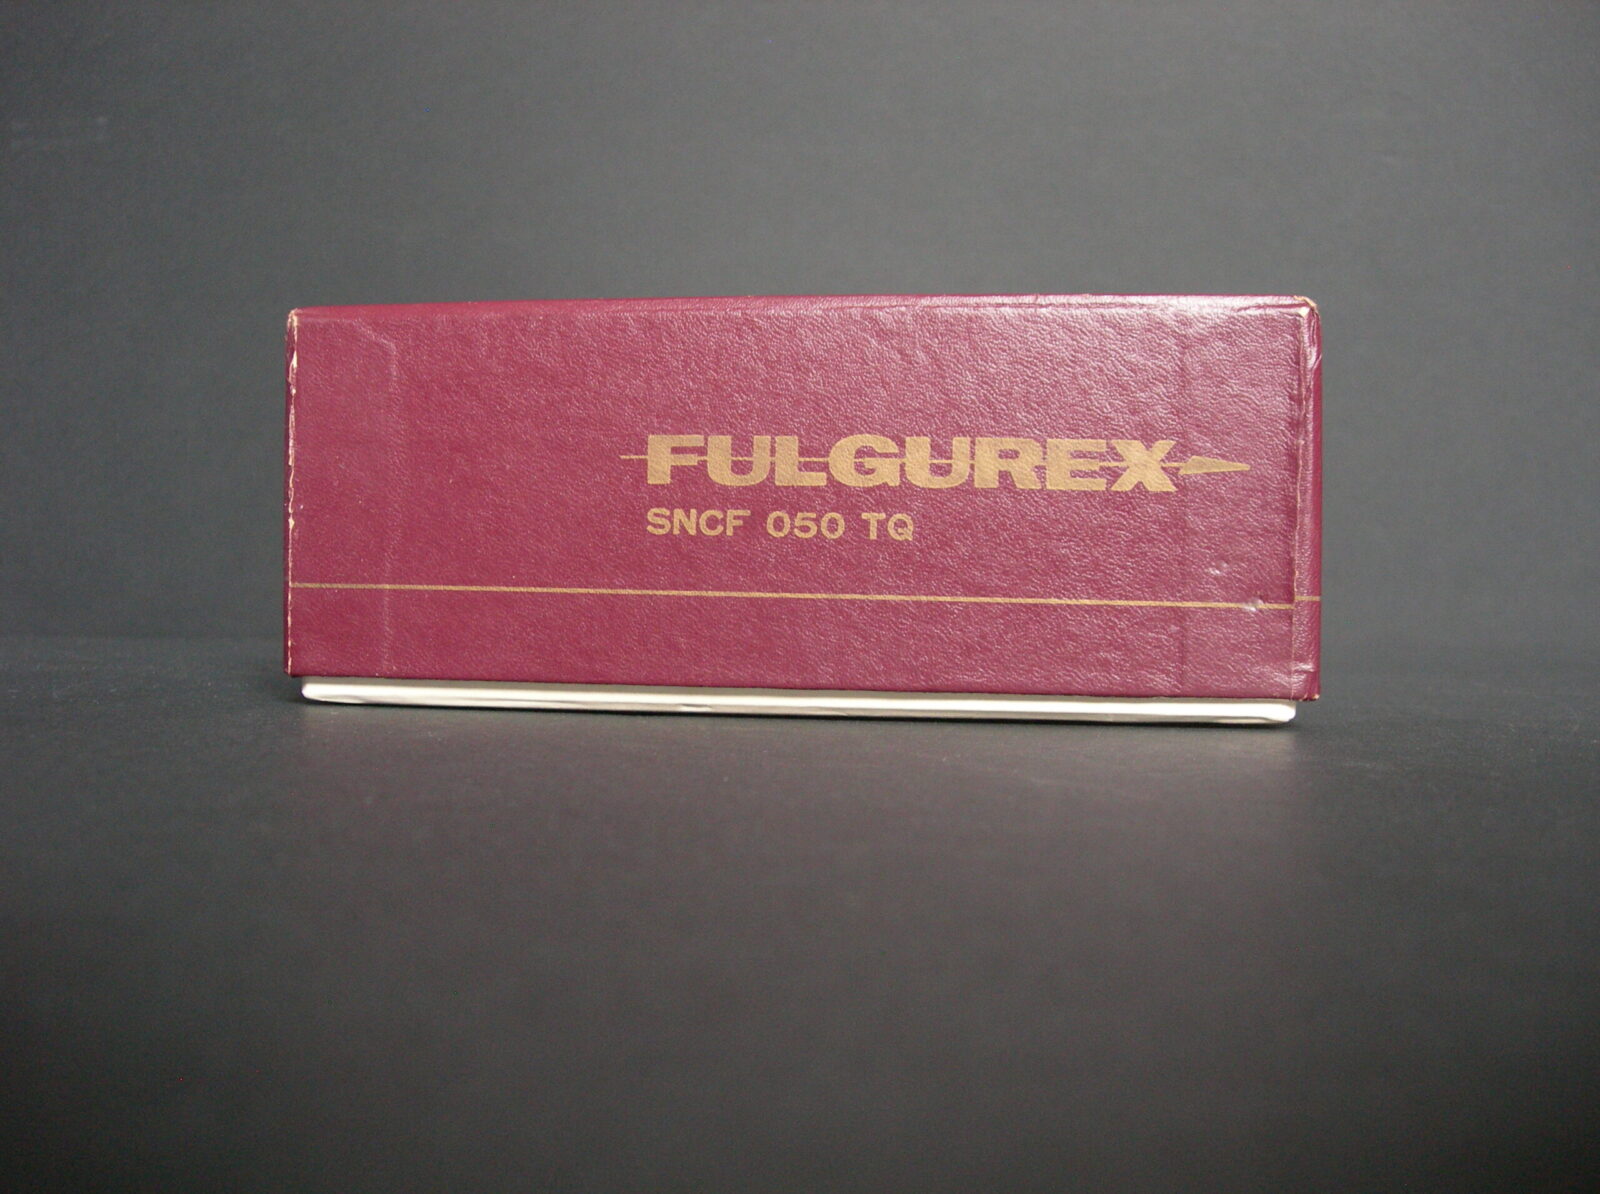 FULGUREX
SNCF 050 TQ